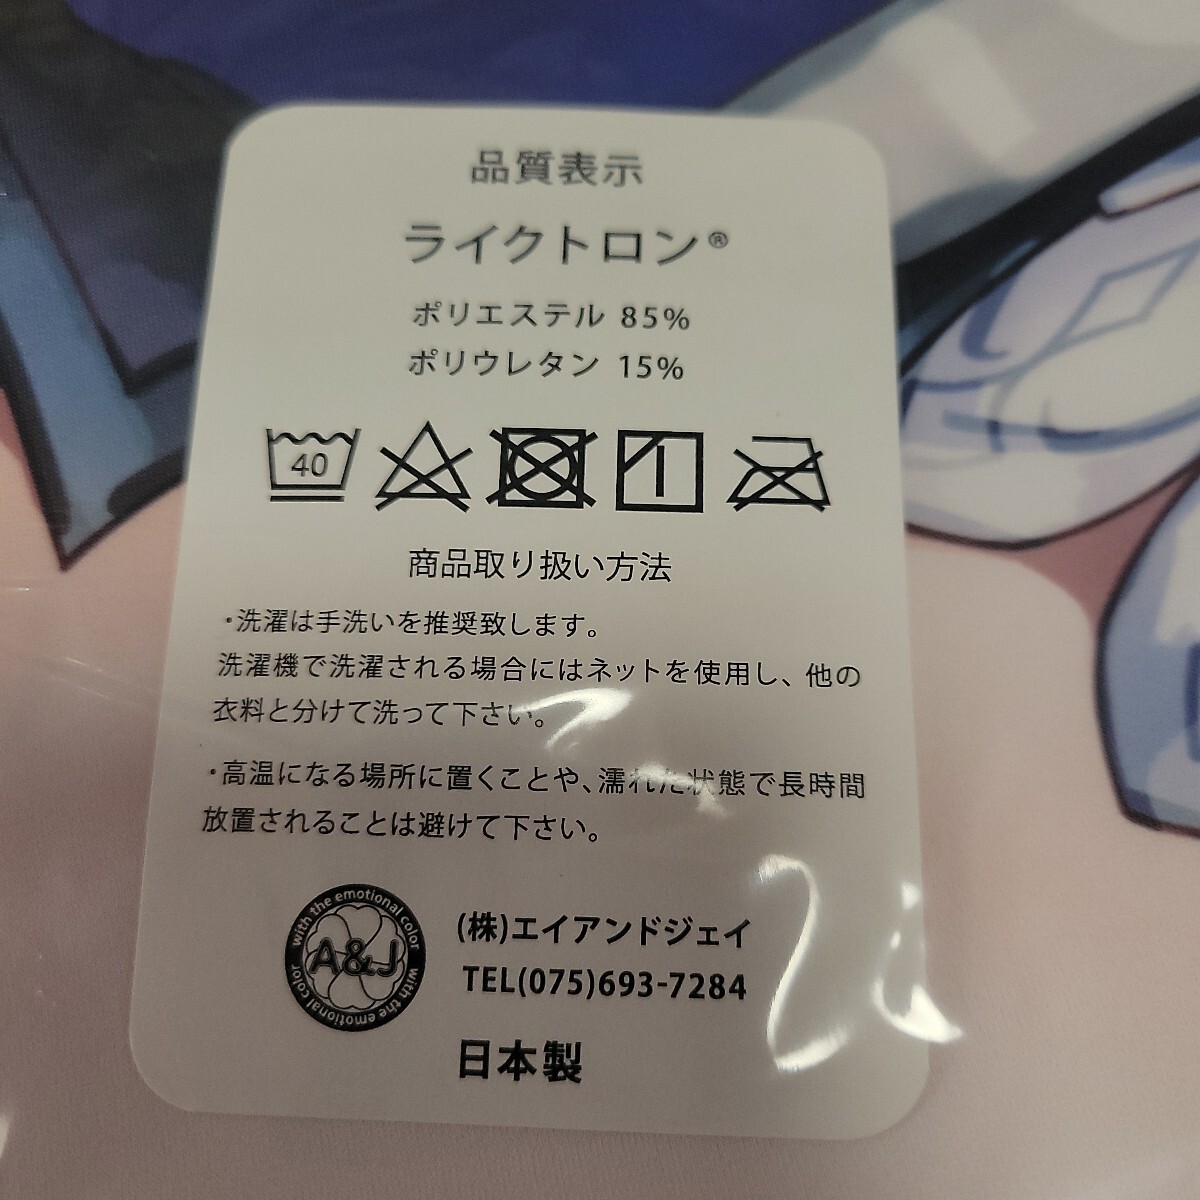 品質表示
ライクトロン®
ポリエステル 85%
ポリウレタン 15%
40
商品取り扱い方法
・洗濯は手洗いを推奨致します。
洗濯機で洗濯される場合にはネットを使用し、他の
衣料と分けて洗って下さい。
・高温になる場所に置くことや、濡れた状態で長時間
放置されることは避けて下さい。
with the emotional color
A&J
with the emotional color
(株)エイアンドジェイ
TEL(075)693-7284
日本製